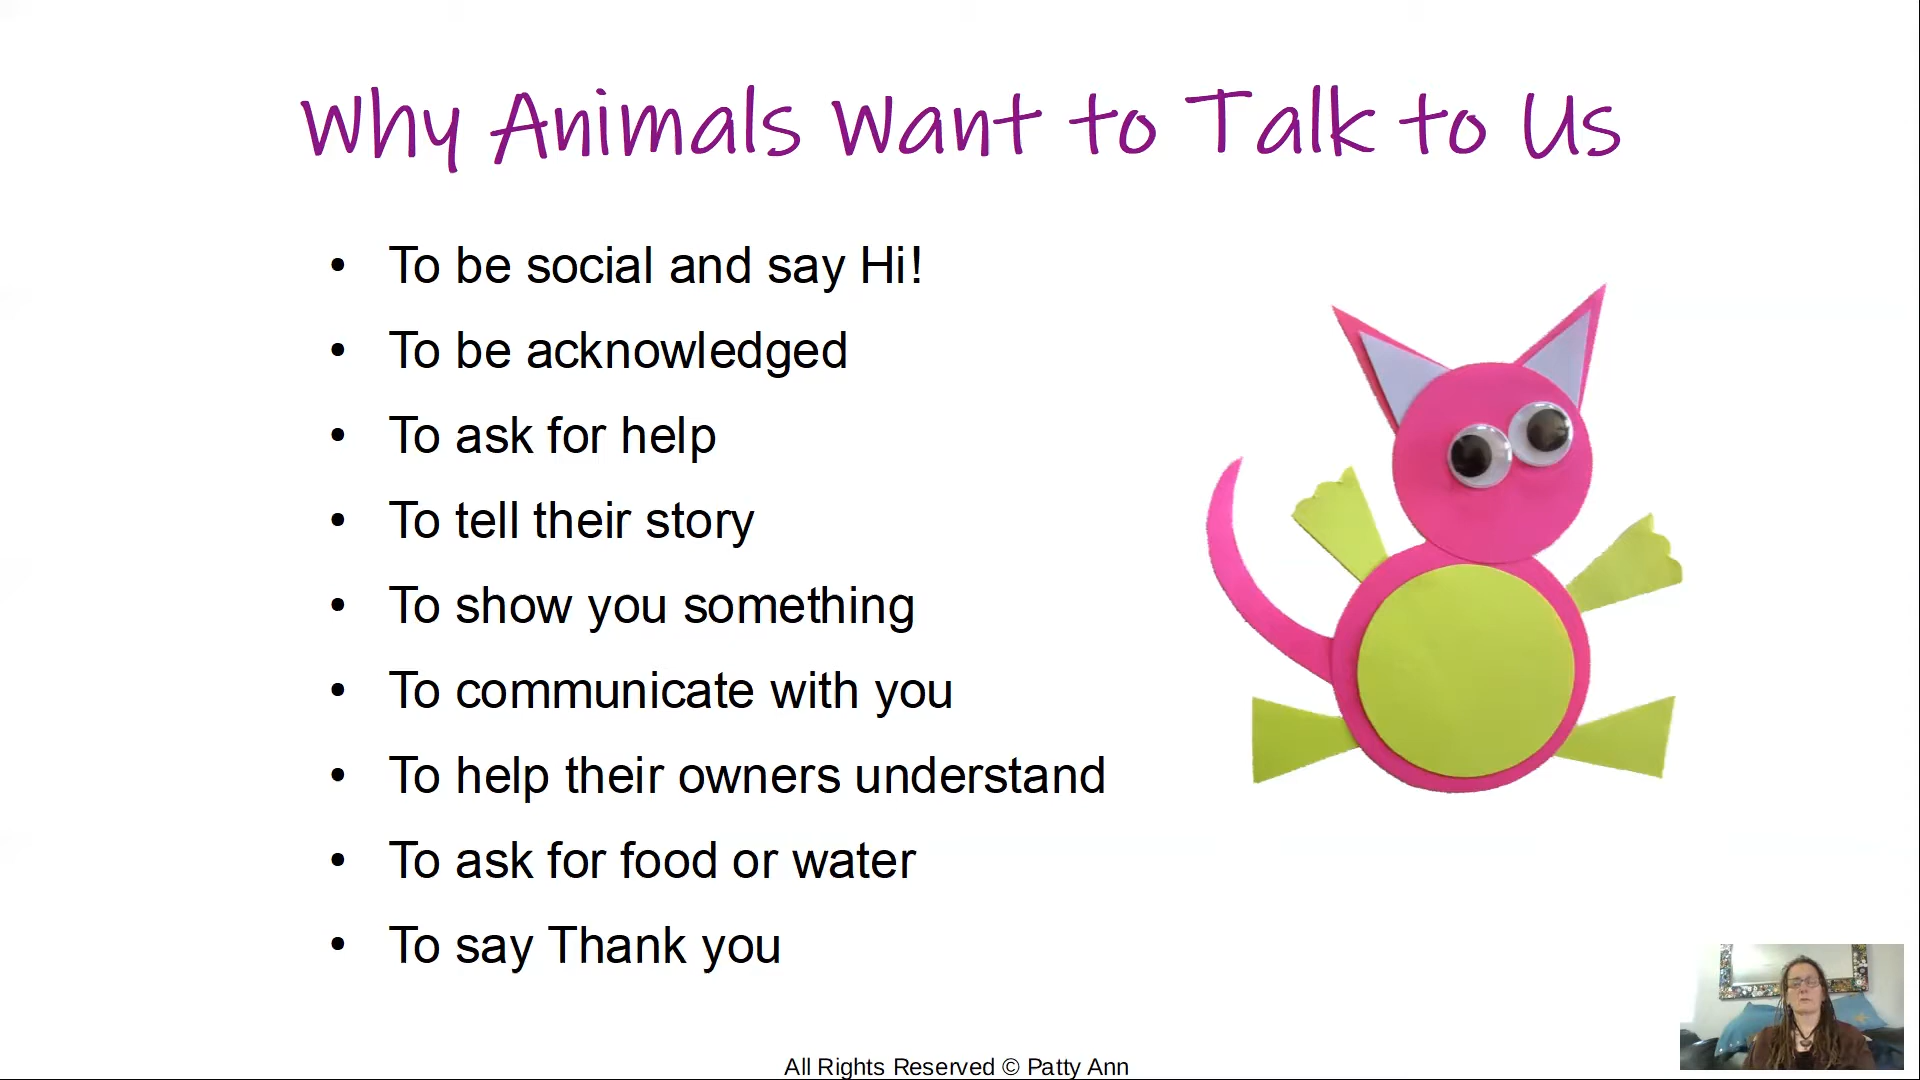 Why Animals Want to Talk to Us
• To be social and say Hi!
• To be acknowledged
• To ask for help
• To tell their story
• To show you something
• To communicate with you
• To help their owners understand
• To ask for food or water
• To say Thank you
All Rights Reserved © Patty Ann